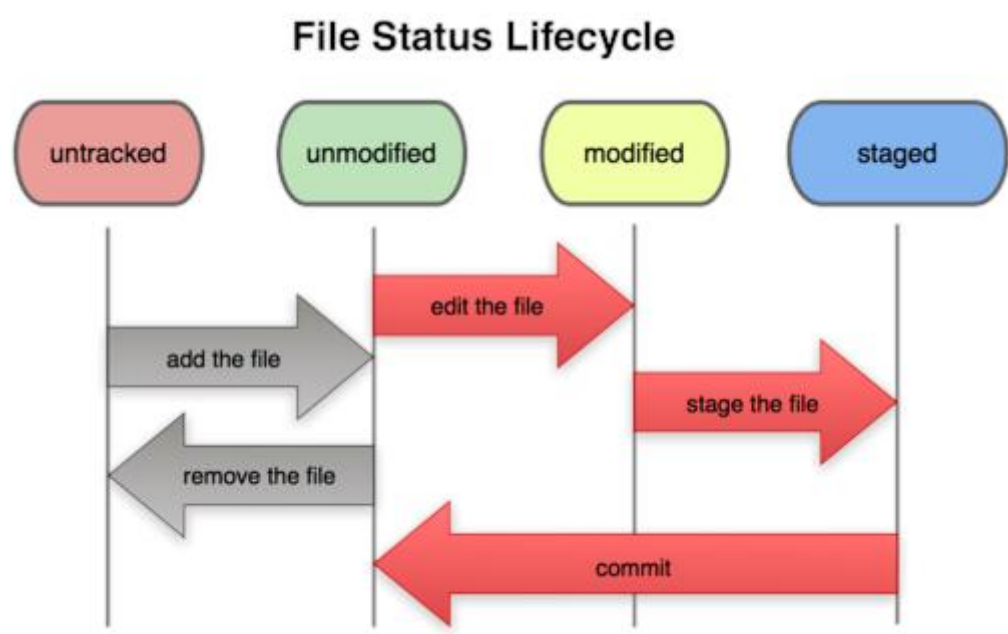 File Status Lifecycle
untracked
unmodified
modified
staged
edit the file
add the file
stage the file
remove the file
commit